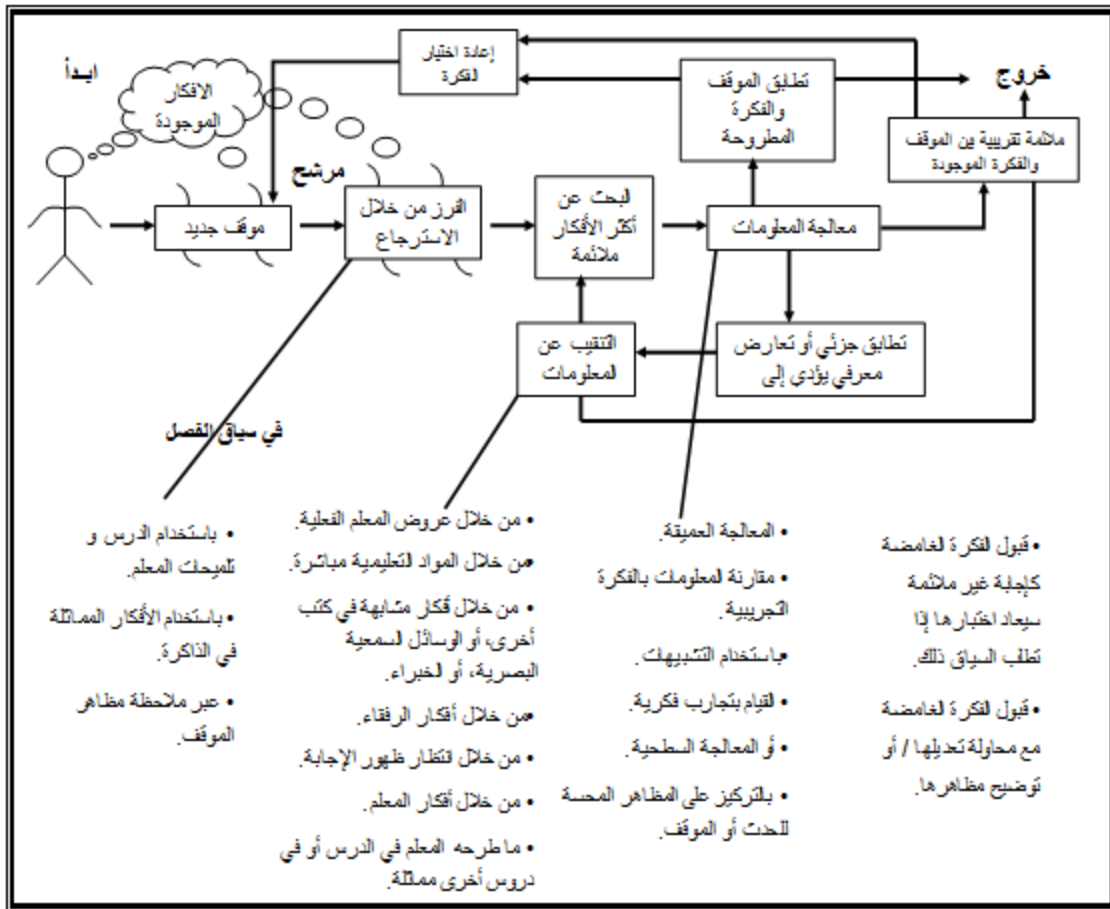 ابدأ
الافكار
الموجودة
إعادة اختيار
الفكرة
تطابق الموقف
والفكرة
المطروحة
خروج
ملائمة تقريبية بن الموقف
والفكرة الموجودة
موقف جديد
مرشح
الفرز من خلال
الاسترجاع
البحث عن
أكثر الأفكار
ملائمة
معالجة المعلومات
التنقيب عن
المعلومات
تطابق جزئي أو تعارض
معرفي يؤدي إلى
في سياق الفصل
• باستخدام الدرس و
تلميحات المعلم.
• باستخدام الأفكار المماثلة
في الذاكرة.
• عبر ملاحظة مظاهر
الموقف.
• من خلال عروض المعلم الفعلية.
•من خلال المواد التعليمية مباشرة.
• من خلال أفكار مشابهة في كتب
أخرى، أو الوسائل السمعية
البصرية، أو الخبراء.
•من خلال أفكار الرفقاء.
• من خلال انتظار ظهور الإجابة.
• من خلال أفكار المعلم.
• ما طرحه المعلم في الدرس أو في
دروس أخرى مماثلة.
• المعالجة العميقة.
• مقارنة المعلومات بالفكرة
التجريبية.
•باستخدام التشبيهات.
• القيام بتجارب فكرية.
• أو المعالجة السطحية.
• بالتركيز على المظاهر المحسة
للحدث أو الموقف.
• قبول الفكرة الغامضة
كإجابة غير ملائمة
سيعاد اختبارها إذا
تطلب السياق ذلك.
• قبول الفكرة الغامضة
مع محاولة تعديلها / أو
توضيح مظاهرها.